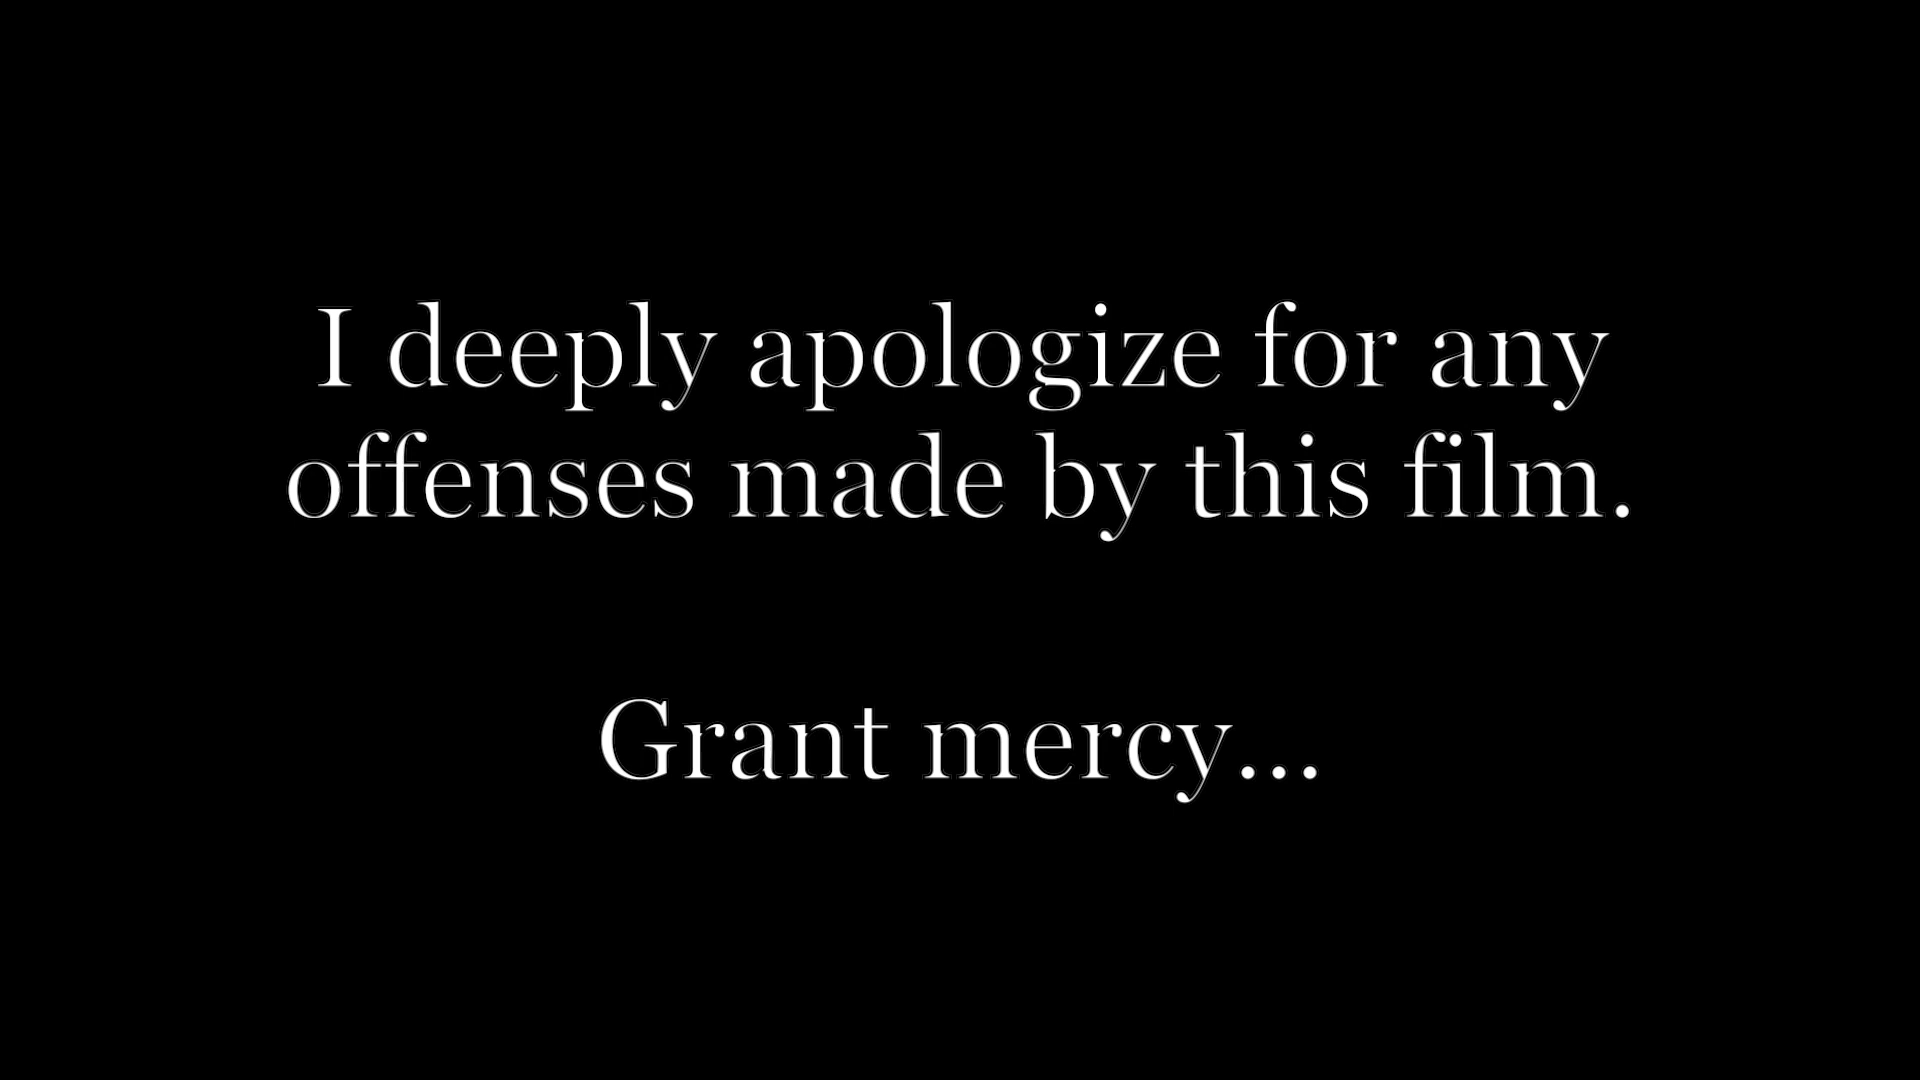 I deeply apologize for any
offenses made by this film.
Grant mercy...